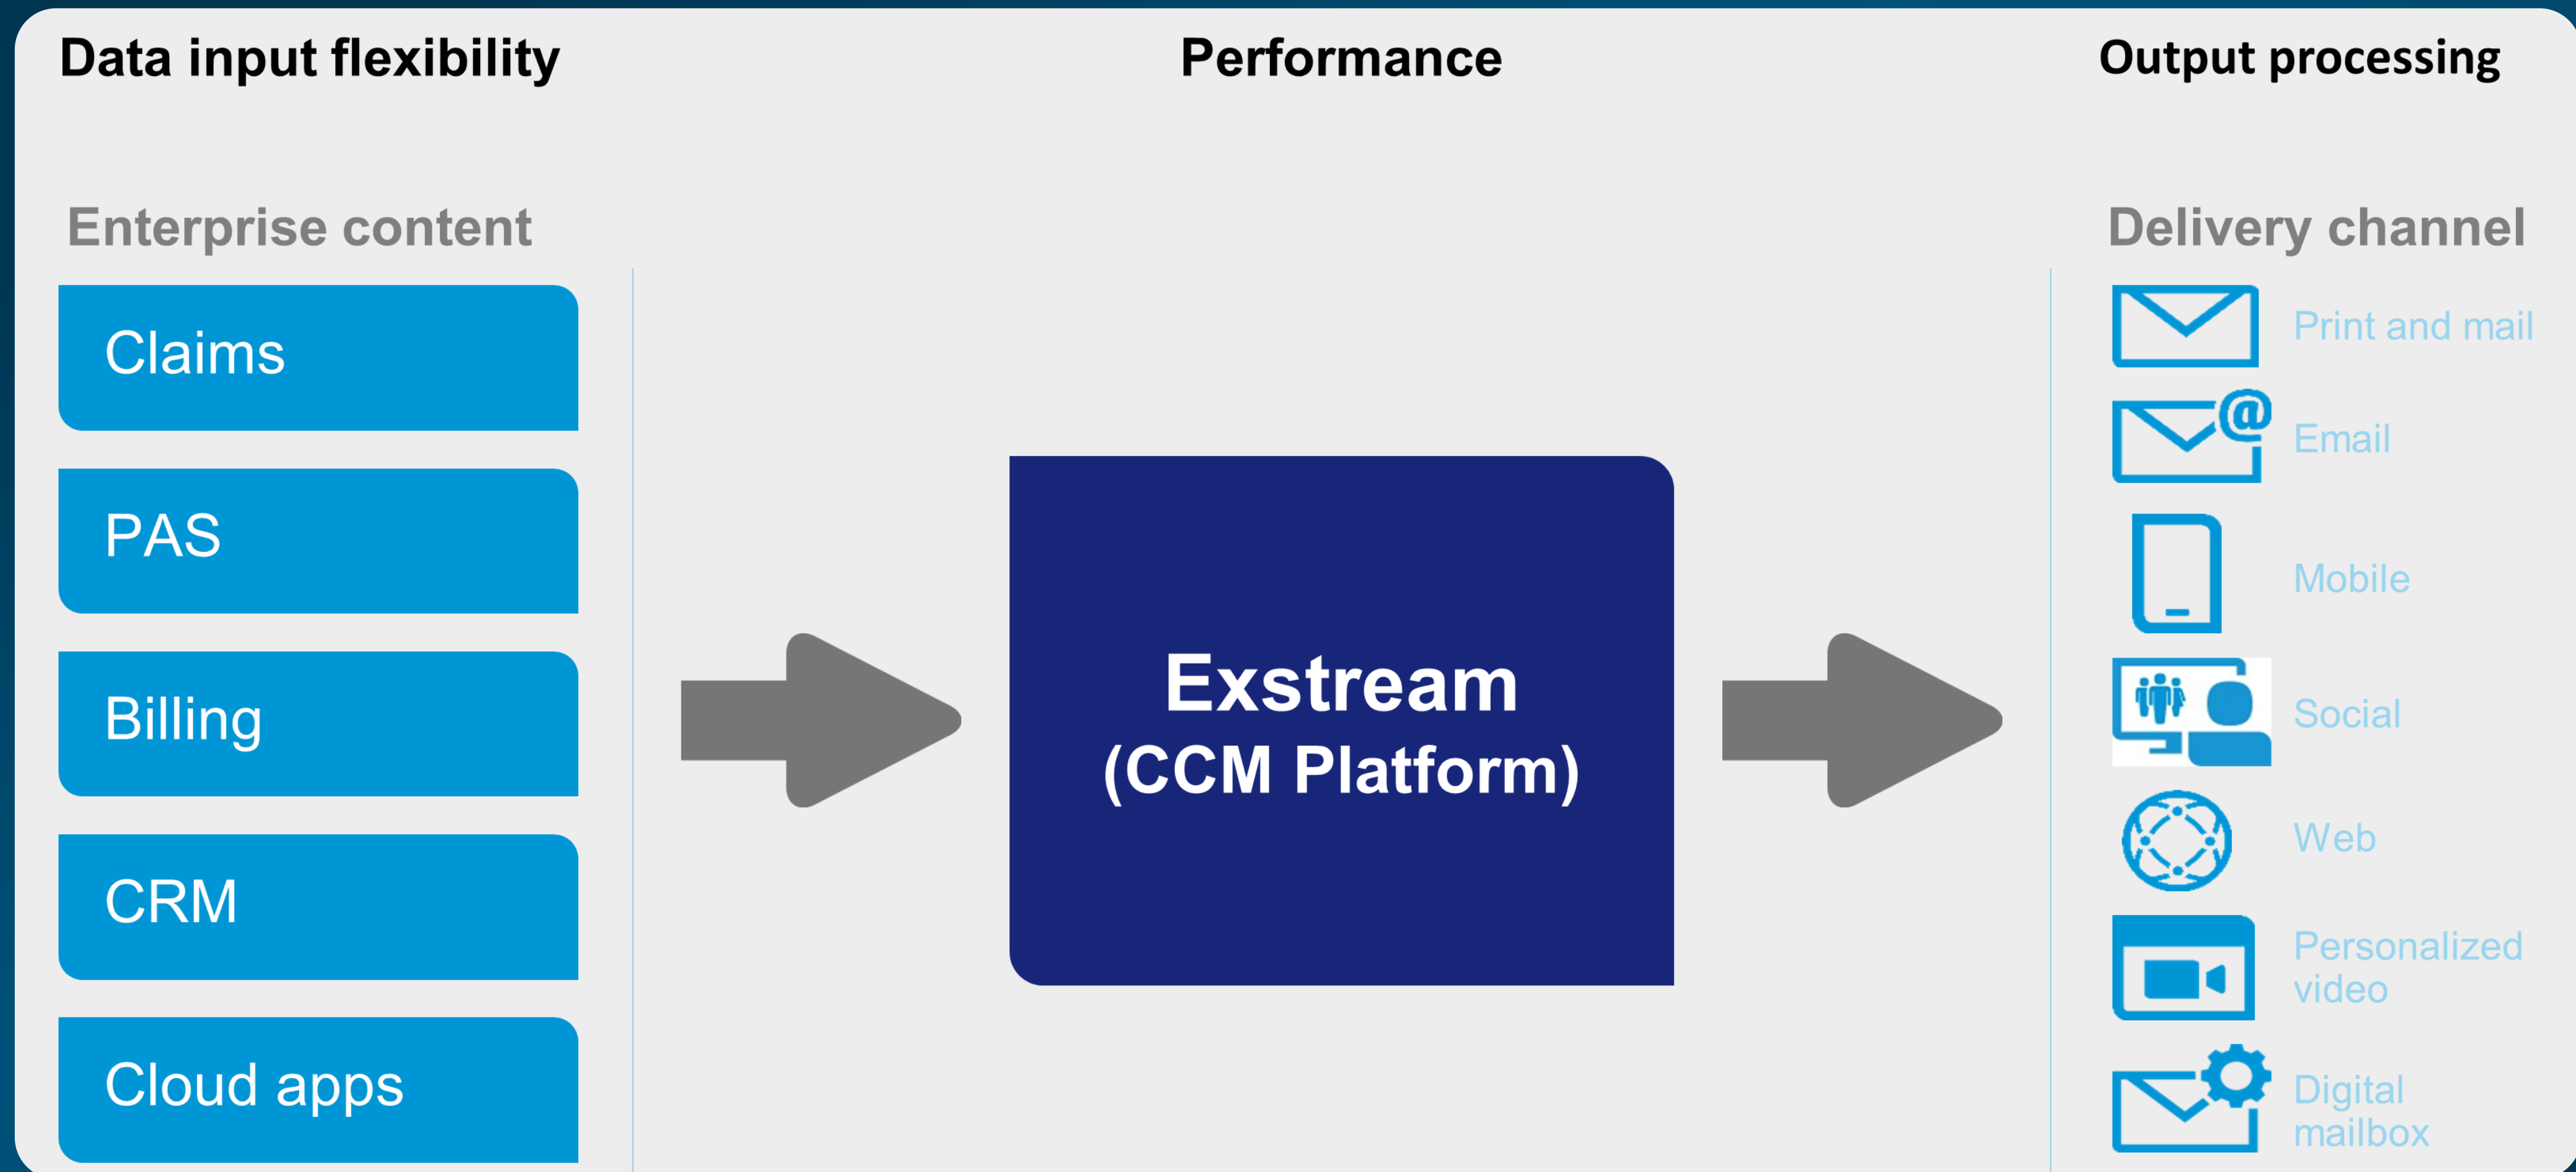 Data input flexibility
Performance
Output processing
Enterprise content
Delivery channel
Claims
PAS
Billing
CRM
Cloud apps
Exstream
(CCM Platform)
Print and mail
@
Email
Mobile
Social
Web
Personalized
video
Digital
mailbox